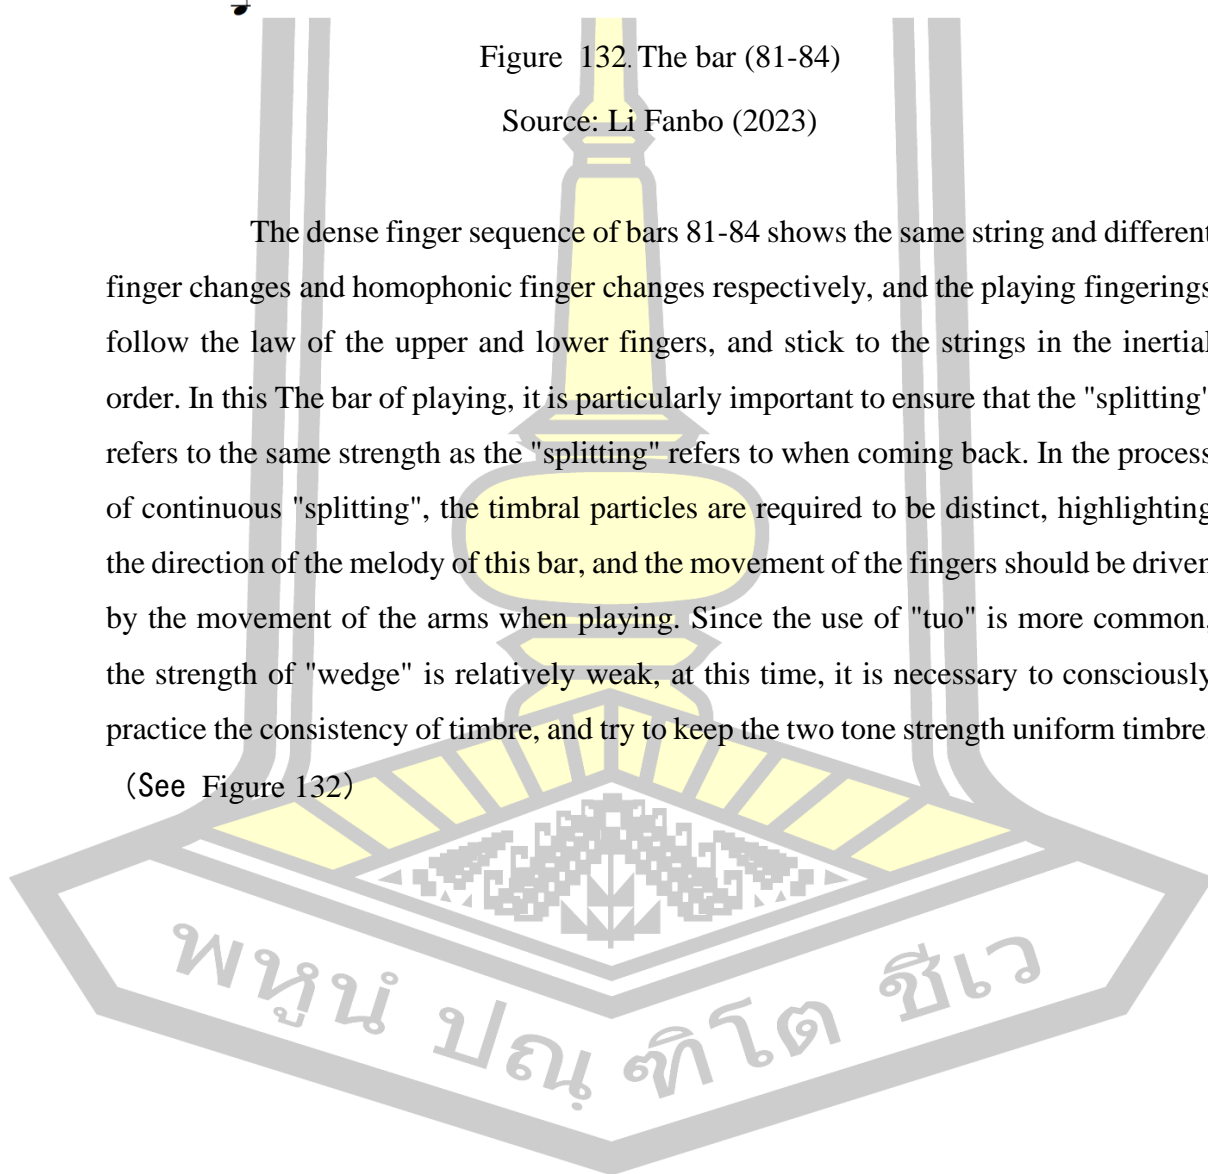 Figure 132. The bar (81-84)
Source: Li Fanbo (2023)
The dense finger sequence of bars 81-84 shows the same string and different
finger changes and homophonic finger changes respectively, and the playing fingerings
follow the law of the upper and lower fingers, and stick to the strings in the inertial
order. In this The bar of playing, it is particularly important to ensure that the "splitting"
refers to the same strength as the "splitting" refers to when coming back. In the process
of continuous "splitting", the timbral particles are required to be distinct, highlighting
the direction of the melody of this bar, and the movement of the fingers should be driven
by the movement of the arms when playing. Since the use of "tuo" is more common,
the strength of "wedge" is relatively weak, at this time, it is necessary to consciously
practice the consistency of timbre, and try to keep the two tone strength uniform timbre.
（See Figure 132）
พหูนํ ปณฺฑิโต ชีเว